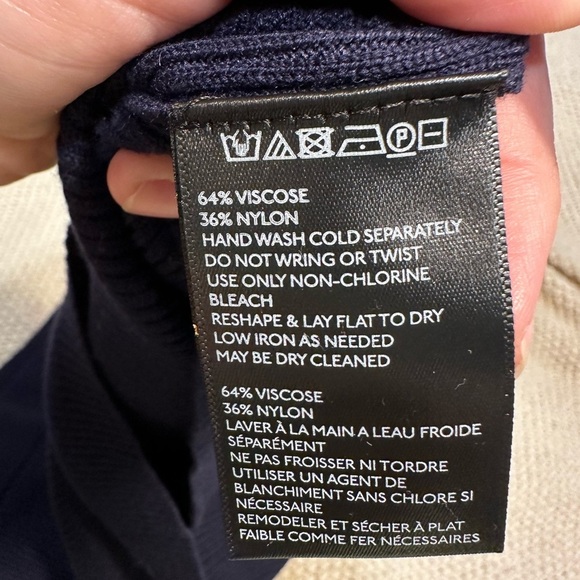 P
64% VISCOSE
36% NYLON
HAND WASH COLD SEPARATELY
DO NOT WRING OR TWIST
USE ONLY NON-CHLORINE
BLEACH
RESHAPE & LAY FLAT TO DRY
LOW IRON AS NEEDED
MAY BE DRY CLEANED
64% VISCOSE
36% NYLON
LAVER À LA MAIN A LEAU FROIDE
SÉPARÉMENT
NE PAS FROISSER NI TORDRE
UTILISER UN AGENT DE
BLANCHIMENT SANS CHLORE SI
NÉCESSAIRE
REMODELER ET SÉCHER À PLAT
FAIBLE COMME FER NÉCESSAIRES